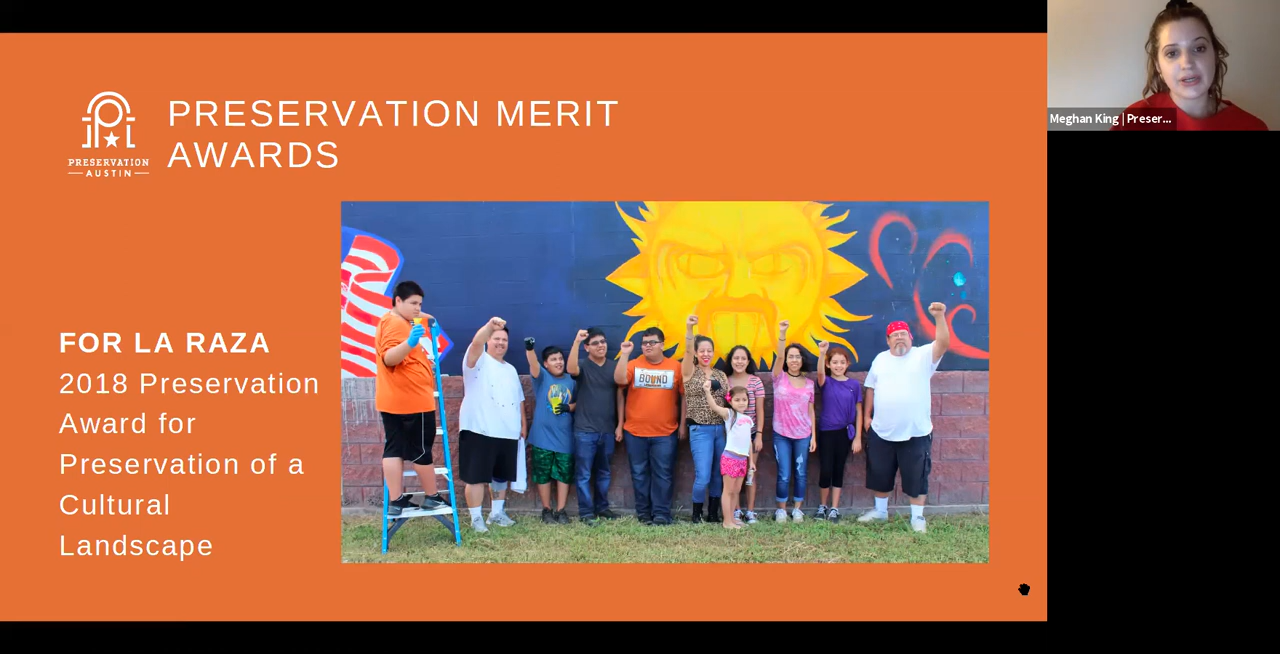 PRESERVATION MERIT
AWARDS
PRESERVATION
AUSTIN
FOR LA RAZA
2018 Preservation
Award for
Preservation of a
Cultural
Landscape
BOUND
Meghan King | Preser...